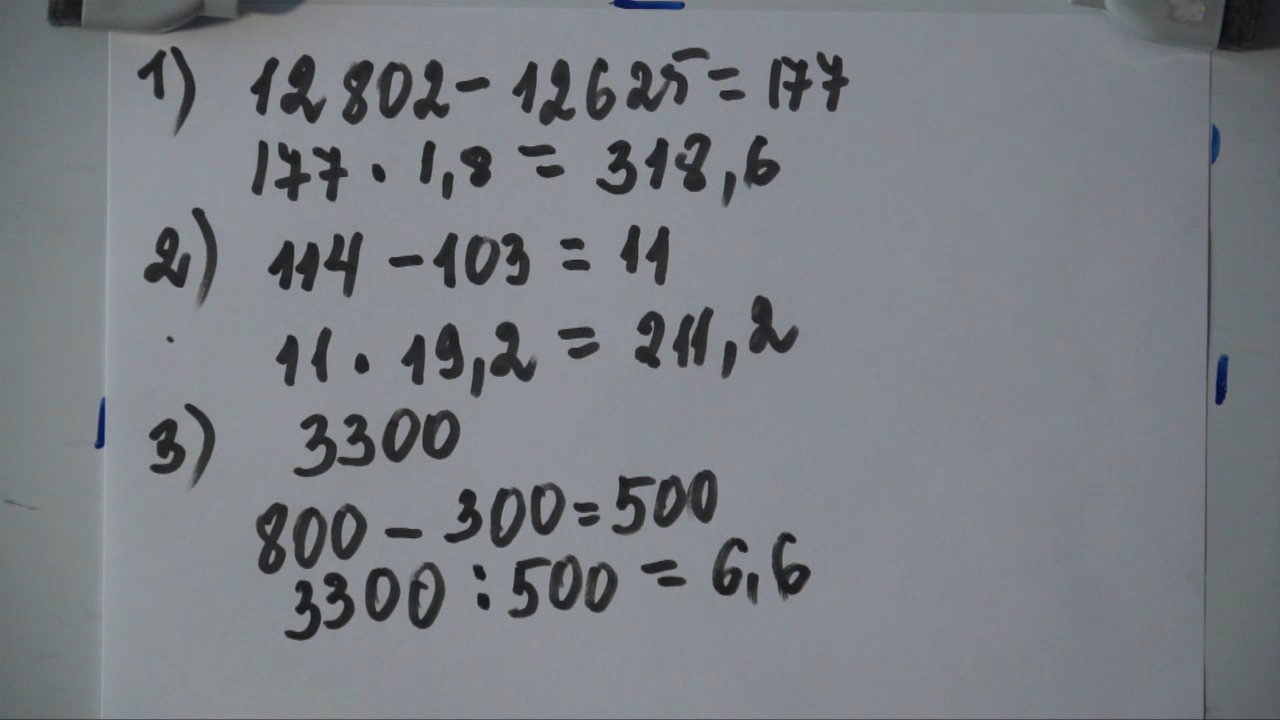 1) 12802 - 12625 = 177
177 · 1,8 = 318,6
2) 114 - 103 = 11
11 · 19,2 = 211,2
3) 3300
800 - 300 = 500
3300 : 500 = 6,6